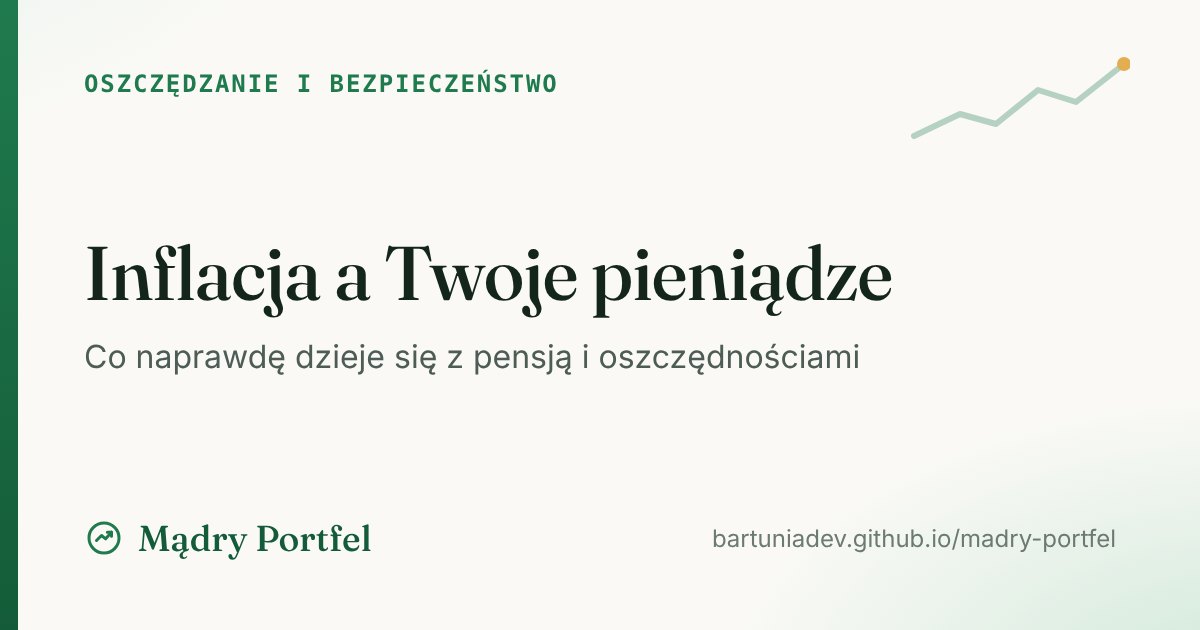 OSZCZĘDZANIE I BEZPIECZEŃSTWO
Inflacja a Twoje pieniądze
Co naprawdę dzieje się z pensją i oszczędnościami
Mądry Portfel
bartuniadev.github.io/madry-portfel